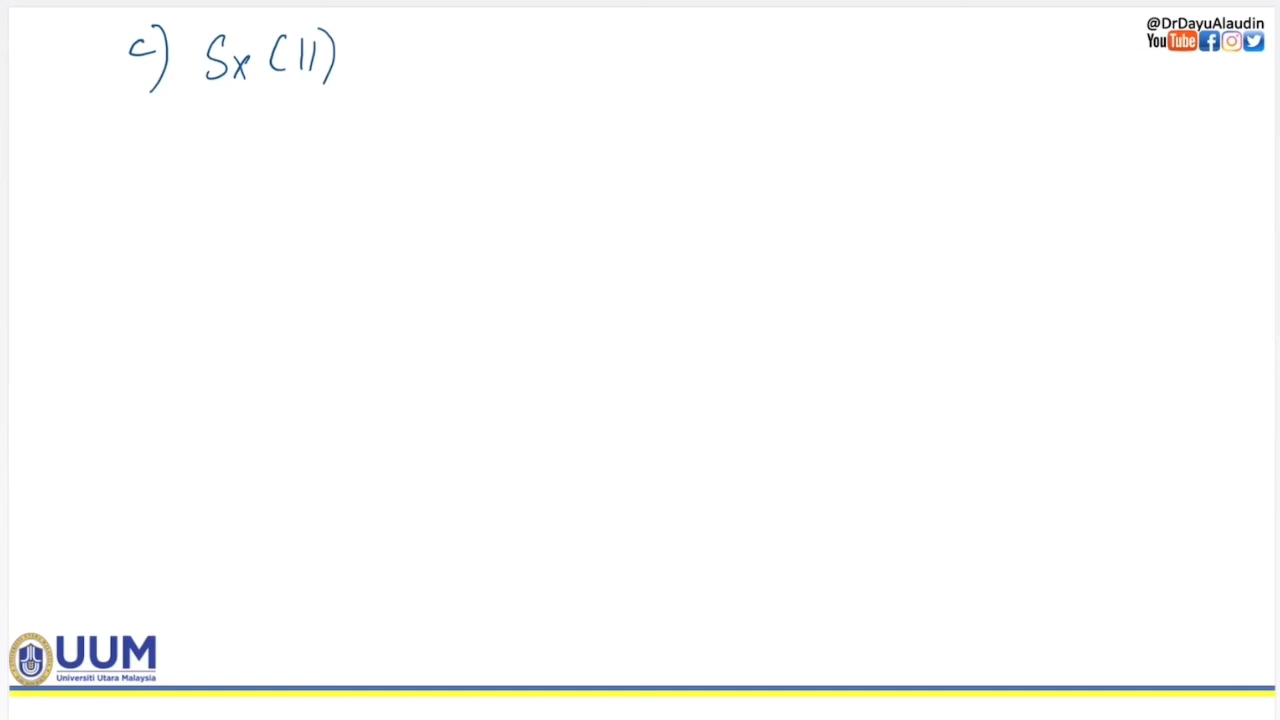 @DrDayuAlaudin
YouTube
c) Sx (11)
UUM
Universiti Utara Malaysia